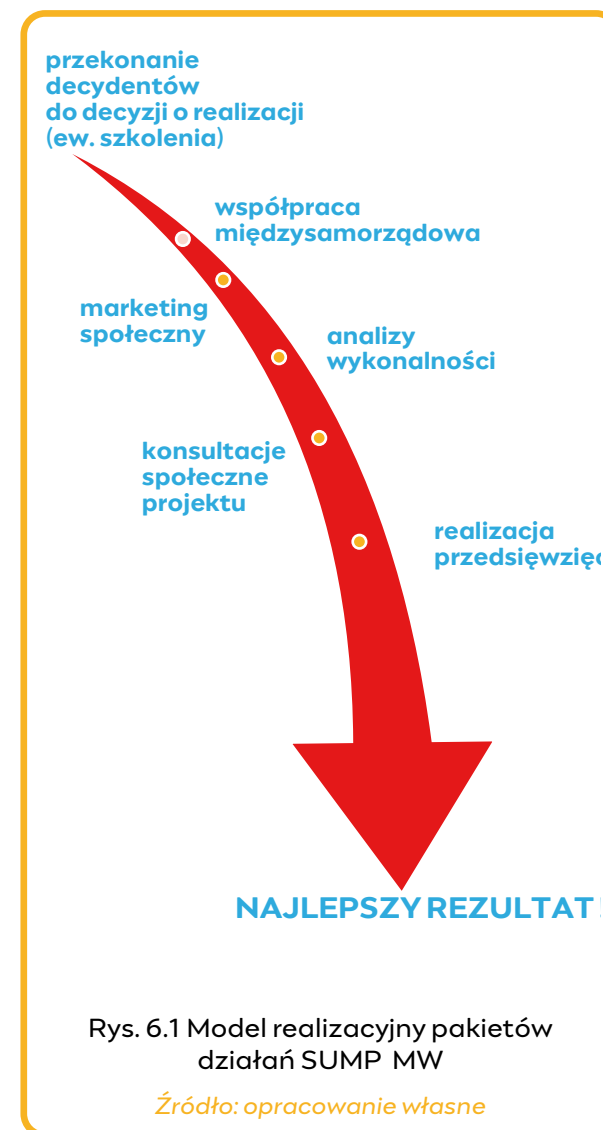 przekonanie
decydentów
do decyzji o realizacji
(ew. szkolenia)
współpraca
międzysamorządowa
marketing
społeczny
analizy
wykonalności
konsultacje
społeczne
projektu
realizacja
NAJLEPSZY REZULTAT
Rys. 6.1 Model realizacyjny pakietów
działań SUMP MW
Źródło: opracowanie własne